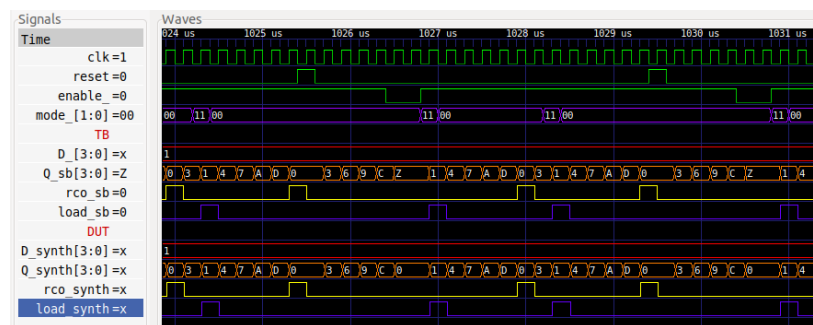 Signals
Waves
Time
024 us 1025 us 1026 us 1027 us 1028 us 1029 us 1030 us 1031 us
clk=1
reset=0
enable_=0
mode_[1:0]=00 00 11 00 11 00 11 00 11 00
TB
D_[3:0]=x 1
Q_sb[3:0]=Z 0 3 1 4 7 A D 0 3 6 9 C Z 1 4 7 A D 0 3 1 4 7 A D 0 3 6 9 C Z 1 4
rco_sb=0
load_sb=0
DUT
D_synth[3:0]=x 1
Q_synth[3:0]=x 0 3 1 4 7 A D 0 3 6 9 C 0 1 4 7 A D 0 3 1 4 7 A D 0 3 6 9 C 0 1 4
rco_synth=x
load_synth=x